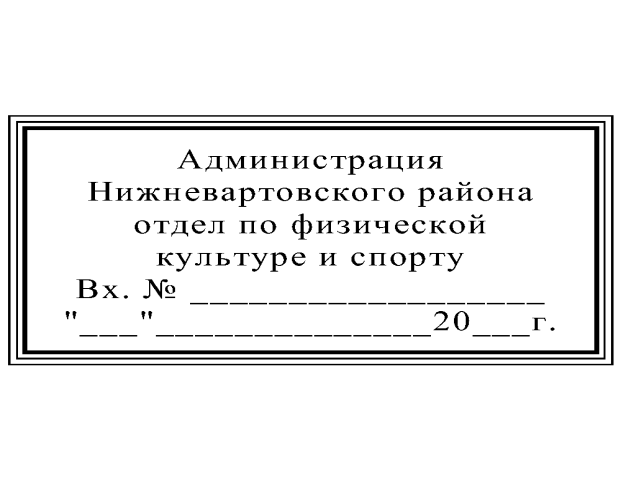 Администрация
Нижневартовского района
отдел по физической
культуре и спорту
Вх. № __________________
"___"______________20___г.